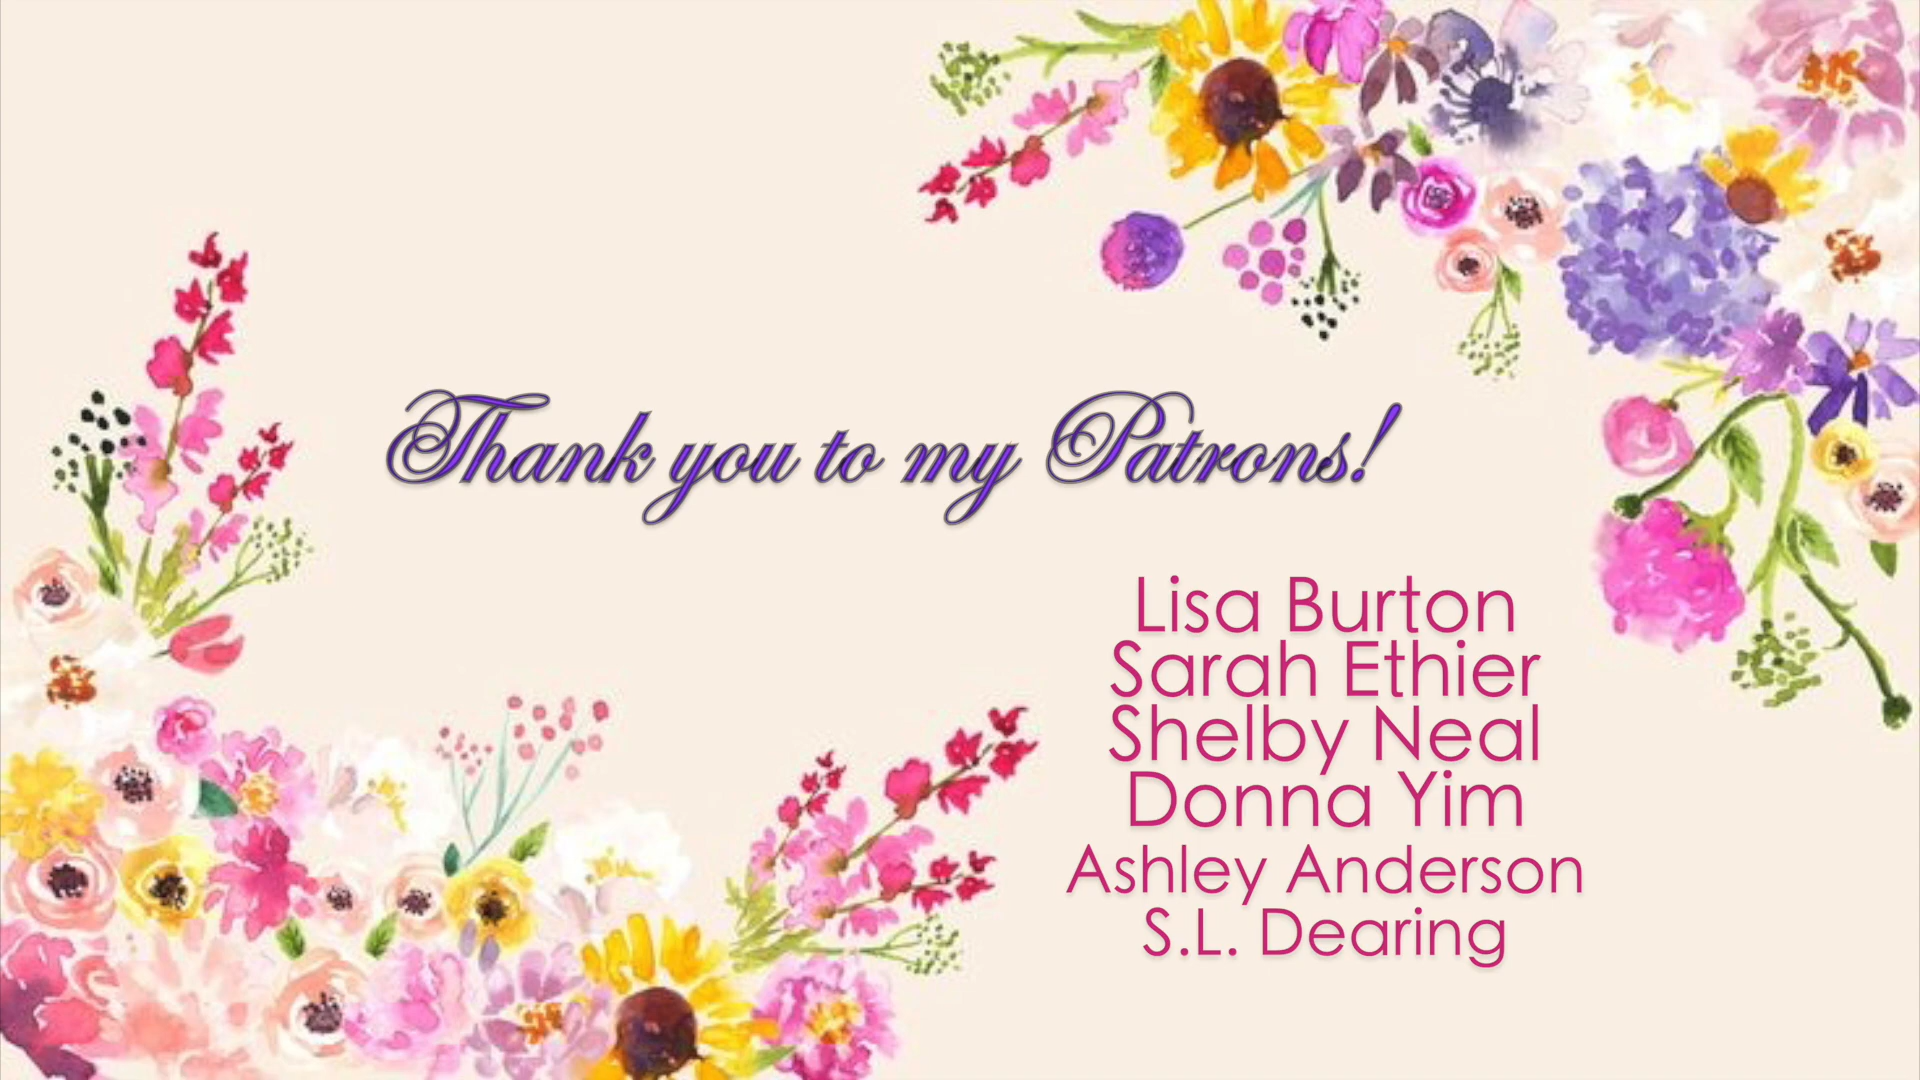 Thank you to my Patrons!
Lisa Burton
Sarah Ethier
Shelby Neal
Donna Yim
Ashley Anderson
S.L. Dearing